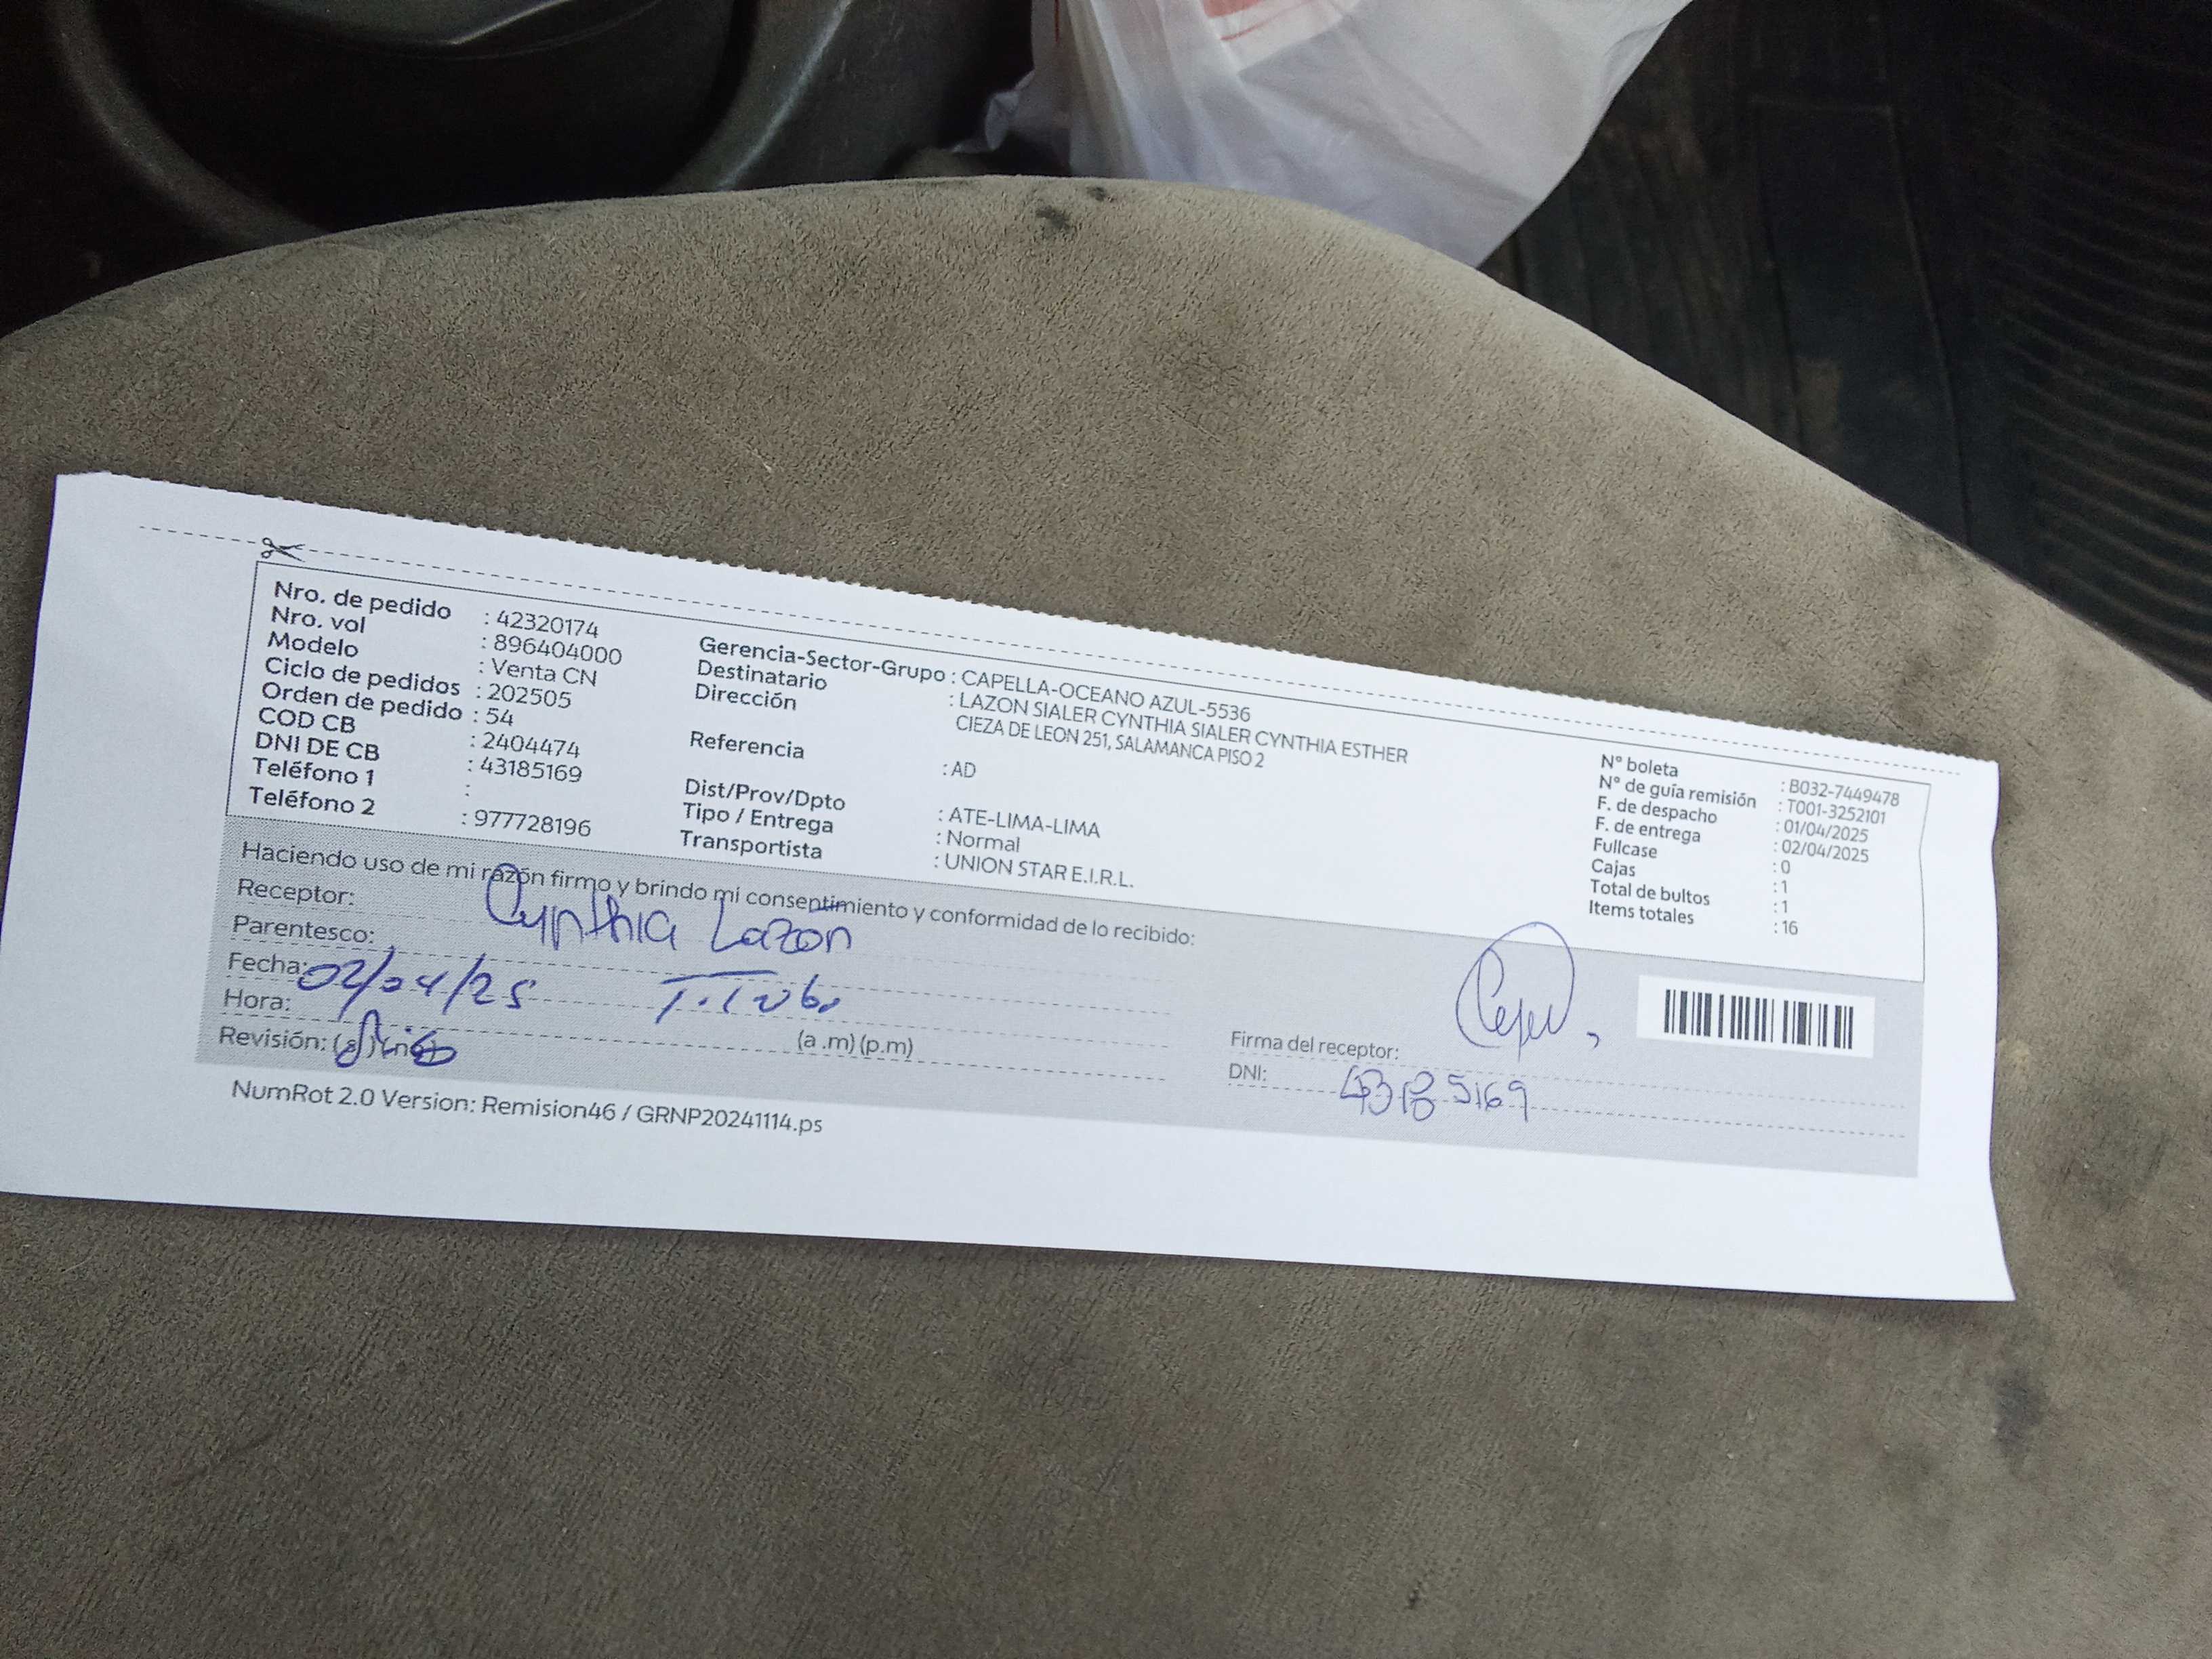 Nro. de pedido : 42320174
Nro. vol : 896404000
Modelo : Venta CN
Ciclo de pedidos : 202505
Orden de pedido : 54
COD CB : 2404474
DNI DE CB : 43185169
Teléfono 1 :
Teléfono 2 : 977728196
Gerencia-Sector-Grupo : CAPELLA-OCEANO AZUL-5536
Destinatario : LAZON SIALER CYNTHIA SIALER CYNTHIA ESTHER
Dirección CIEZA DE LEON 251, SALAMANCA PISO 2
Referencia : AD
Dist/Prov/Dpto : ATE-LIMA-LIMA
Tipo / Entrega : Normal
Transportista : UNION STAR E.I.R.L.
N° boleta : B032-7449478
N° de guía remisión : T001-3252101
F. de despacho : 01/04/2025
F. de entrega : 02/04/2025
Fullcase : 0
Cajas : 1
Total de bultos : 1
Items totales : 16
Haciendo uso de mi razón firmo y brindo mi consentimiento y conformidad de lo recibido:
Receptor: Cynthia Lazon
Parentesco:
Fecha: 02/04/25
Hora: (a .m) (p.m)
Revisión:
Firma del receptor:
DNI: 43185169
NumRot 2.0 Version: Remision46 / GRNP20241114.ps